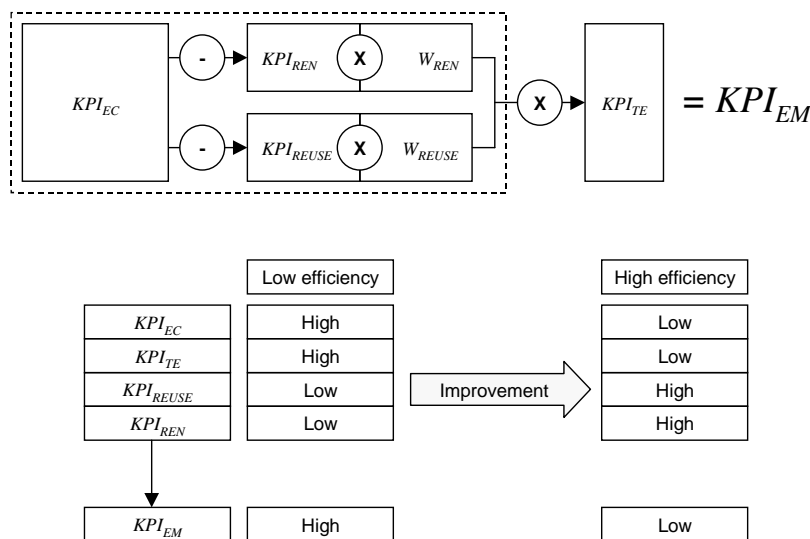 KPI_EC - KPI_REN X W_REN X KPI_TE = KPI_EM
- KPI_REUSE X W_REUSE
Low efficiency High efficiency
KPI_EC High Low
KPI_TE High Low
KPI_REUSE Low Improvement High
KPI_REN Low High
KPI_EM High Low